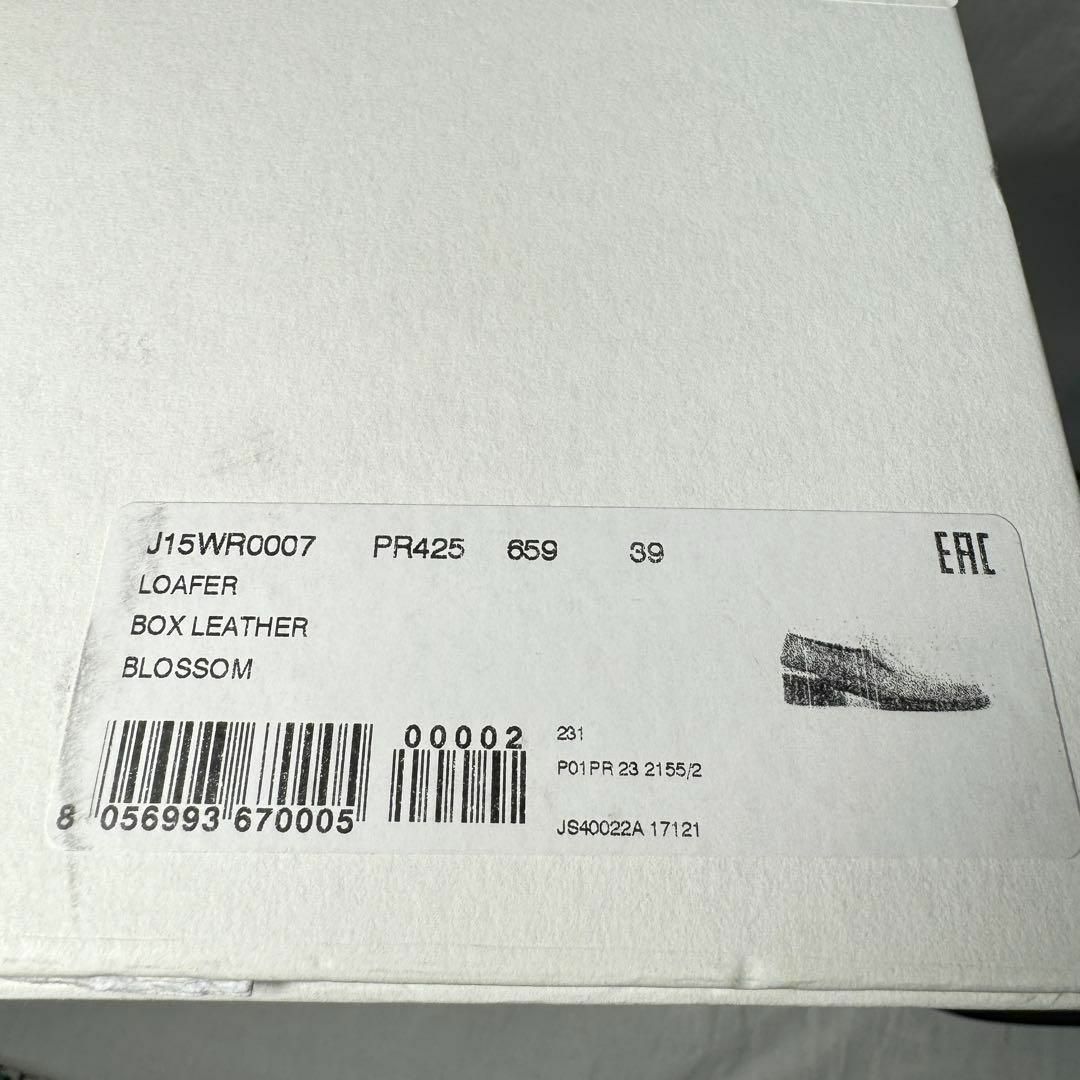 J15WR0007 PR425 659 39 EAC
LOAFER
BOX LEATHER
BLOSSOM
00002
8 056993 670005
231
P01PR 23 2155/2
JS40022A 17121